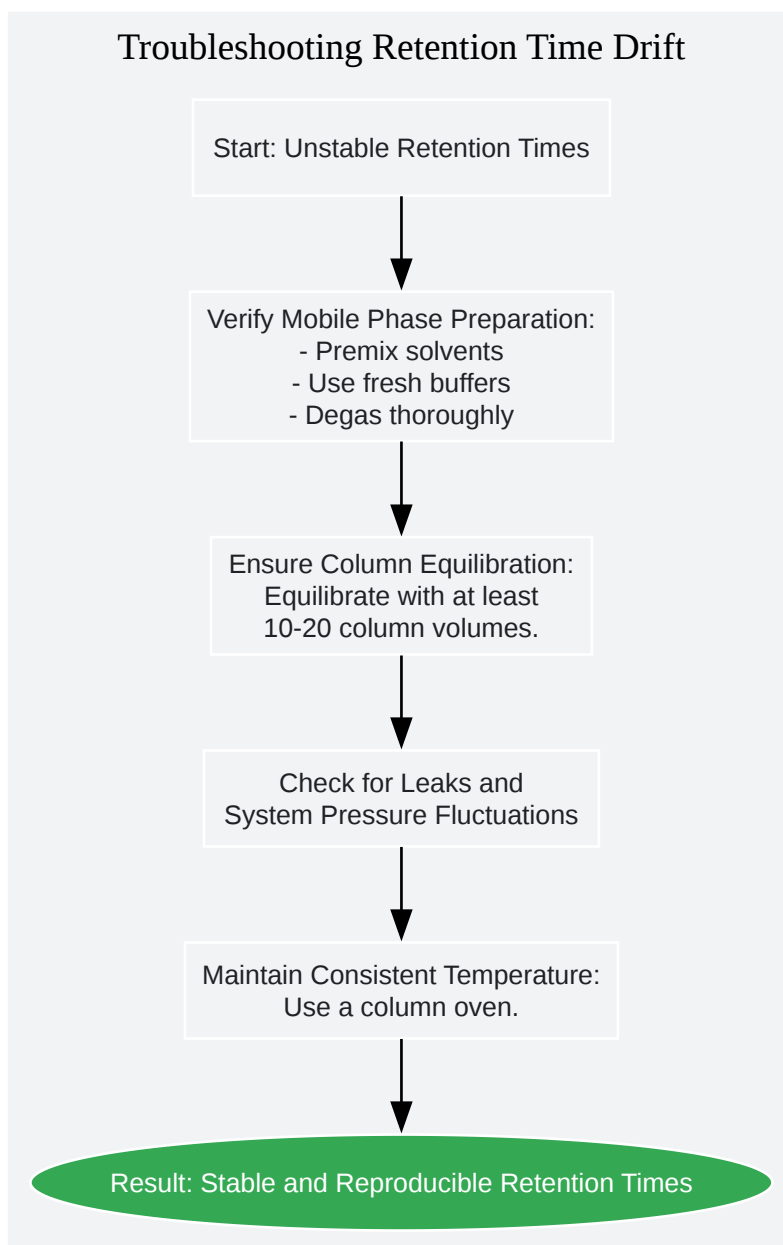 Troubleshooting Retention Time Drift
Start: Unstable Retention Times
Verify Mobile Phase Preparation:
- Premix solvents
- Use fresh buffers
- Degas thoroughly
Ensure Column Equilibration:
Equilibrate with at least
10-20 column volumes.
Check for Leaks and
System Pressure Fluctuations
Maintain Consistent Temperature:
Use a column oven.
Result: Stable and Reproducible Retention Times